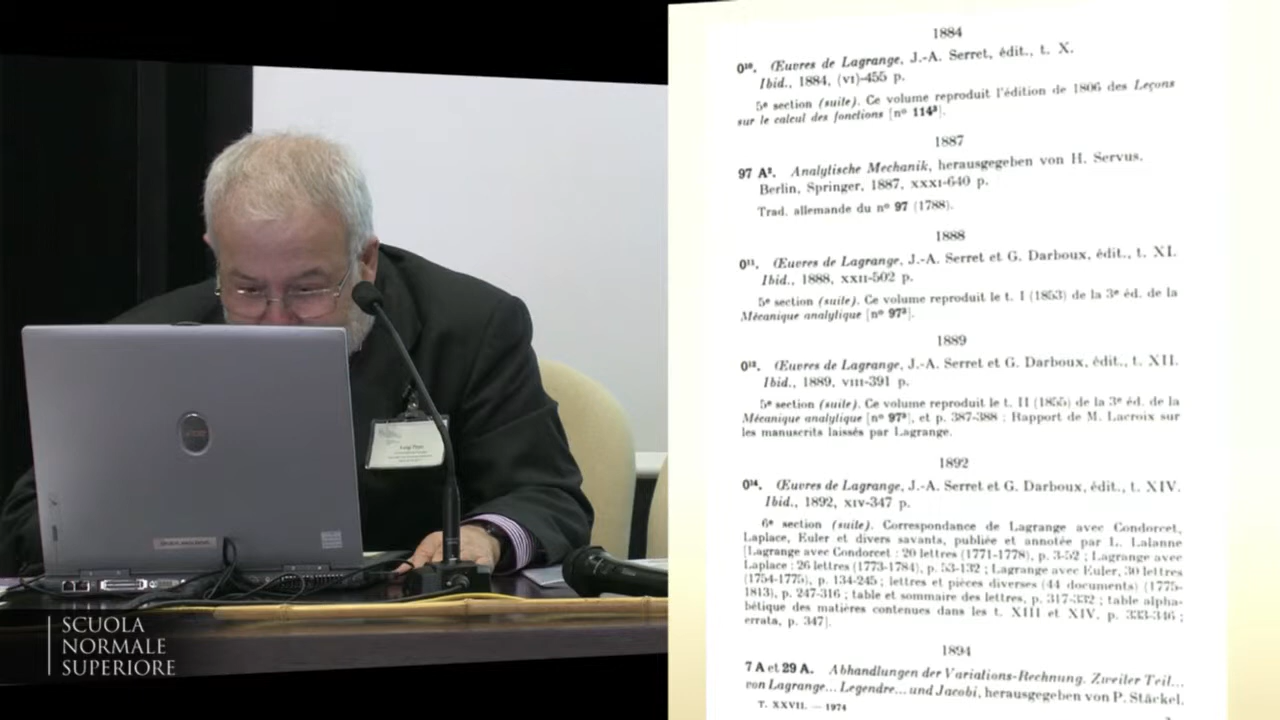 1884
O¹⁰. Œuvres de Lagrange, J.-A. Serret, édit., t. X.
Ibid., 1884, (VI)-455 p.
5ᵉ section (suite). Ce volume reproduit l'édition de 1806 des Leçons
sur le calcul des fonctions [nº 114³].
1887
97 A³. Analytische Mechanik, herausgegeben von H. Servus.
Berlin, Springer, 1887, XXXI-640 p.
Trad. allemande du nº 97 (1788).
1888
O¹¹. Œuvres de Lagrange, J.-A. Serret et G. Darboux, édit., t. XI.
Ibid., 1888, XXII-502 p.
5ᵉ section (suite). Ce volume reproduit le t. I (1853) de la 3ᵉ éd. de la
Mécanique analytique [nº 97³].
1889
O¹². Œuvres de Lagrange, J.-A. Serret et G. Darboux, édit., t. XII.
Ibid., 1889, VIII-391 p.
5ᵉ section (suite). Ce volume reproduit le t. II (1855) de la 3ᵉ éd. de la
Mécanique analytique [nº 97³], et p. 387-388 ; Rapport de M. Lacroix sur
les manuscrits laissés par Lagrange.
1892
O¹⁴. Œuvres de Lagrange, J.-A. Serret et G. Darboux, édit., t. XIV.
Ibid., 1892, XIV-347 p.
6ᵉ section (suite). Correspondance de Lagrange avec Condorcet,
Laplace, Euler et divers savants, publiée et annotée par L. Lalanne
[Lagrange avec Condorcet : 20 lettres (1771-1778), p. 3-52 ; Lagrange avec
Laplace : 26 lettres (1773-1784), p. 53-132 ; Lagrange avec Euler, 30 lettres
(1754-1775), p. 134-245 ; lettres et pièces diverses (44 documents) (1775-
1813), p. 247-316 ; table et sommaire des lettres, p. 317-332 ; table alpha-
bétique des matières contenues dans les t. XIII et XIV, p. 333-346 ;
errata, p. 347].
1894
7 A et 29 A. Abhandlungen der Variations-Rechnung. Zweiler Teil...
von Lagrange... Legendre... und Jacobi, herausgegeben von P. Stäckel.
T. XXVII. — 1974
SCUOLA
NORMALE
SUPERIORE